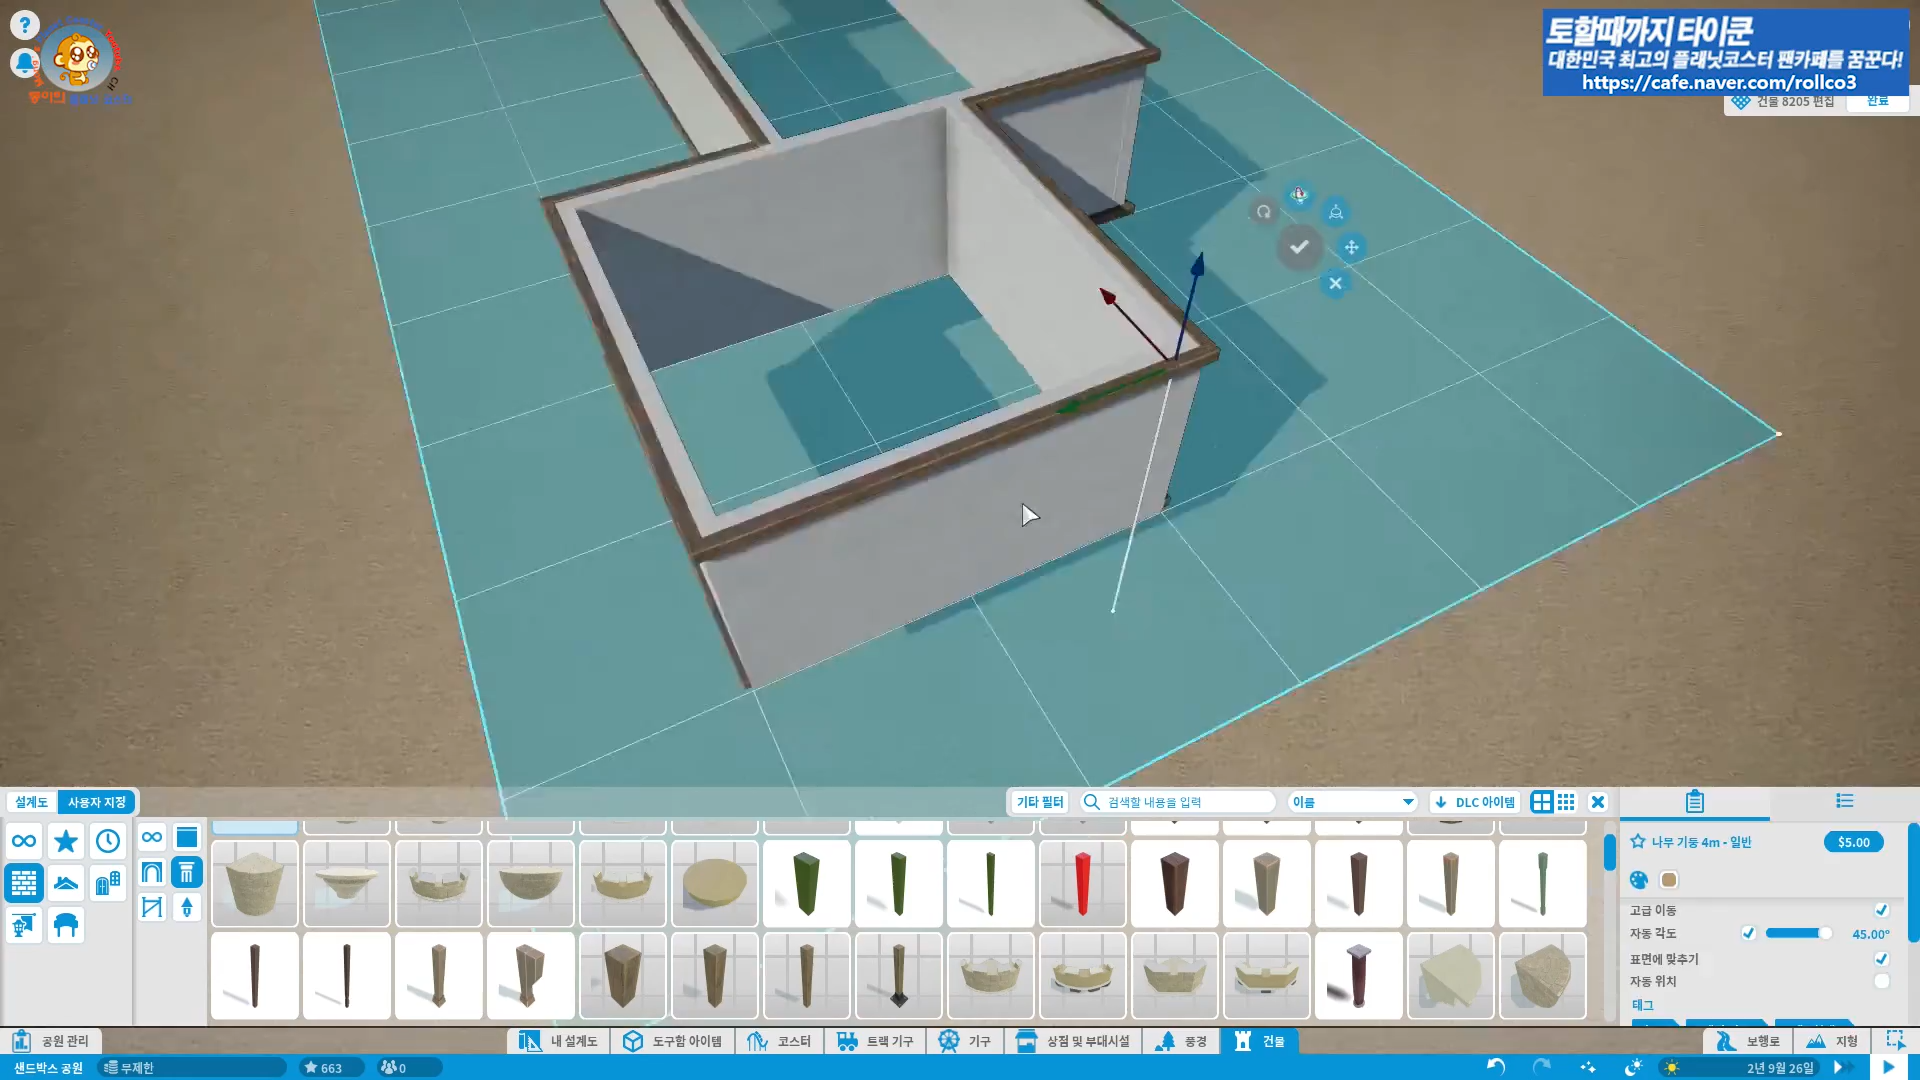 ?
토할때까지 타이쿤
대한민국 최고의 플래닛코스터 팬카페를 꿈꾼다!
https://cafe.naver.com/rollco3
건물 8205 편집
완료
설계도
사용자 지정
기타 필터
검색할 내용을 입력
이름
DLC 아이템
나무 기둥 4m - 일반
$5.00
고급 이동
자동 각도
45.00°
표면에 맞추기
자동 위치
태그
공원 관리
내 설계도
도구함 아이템
코스터
트랙 기구
기구
상점 및 부대시설
풍경
건물
보행로
지형
샌드박스 공원
무제한
663
0
2년 9월 26일